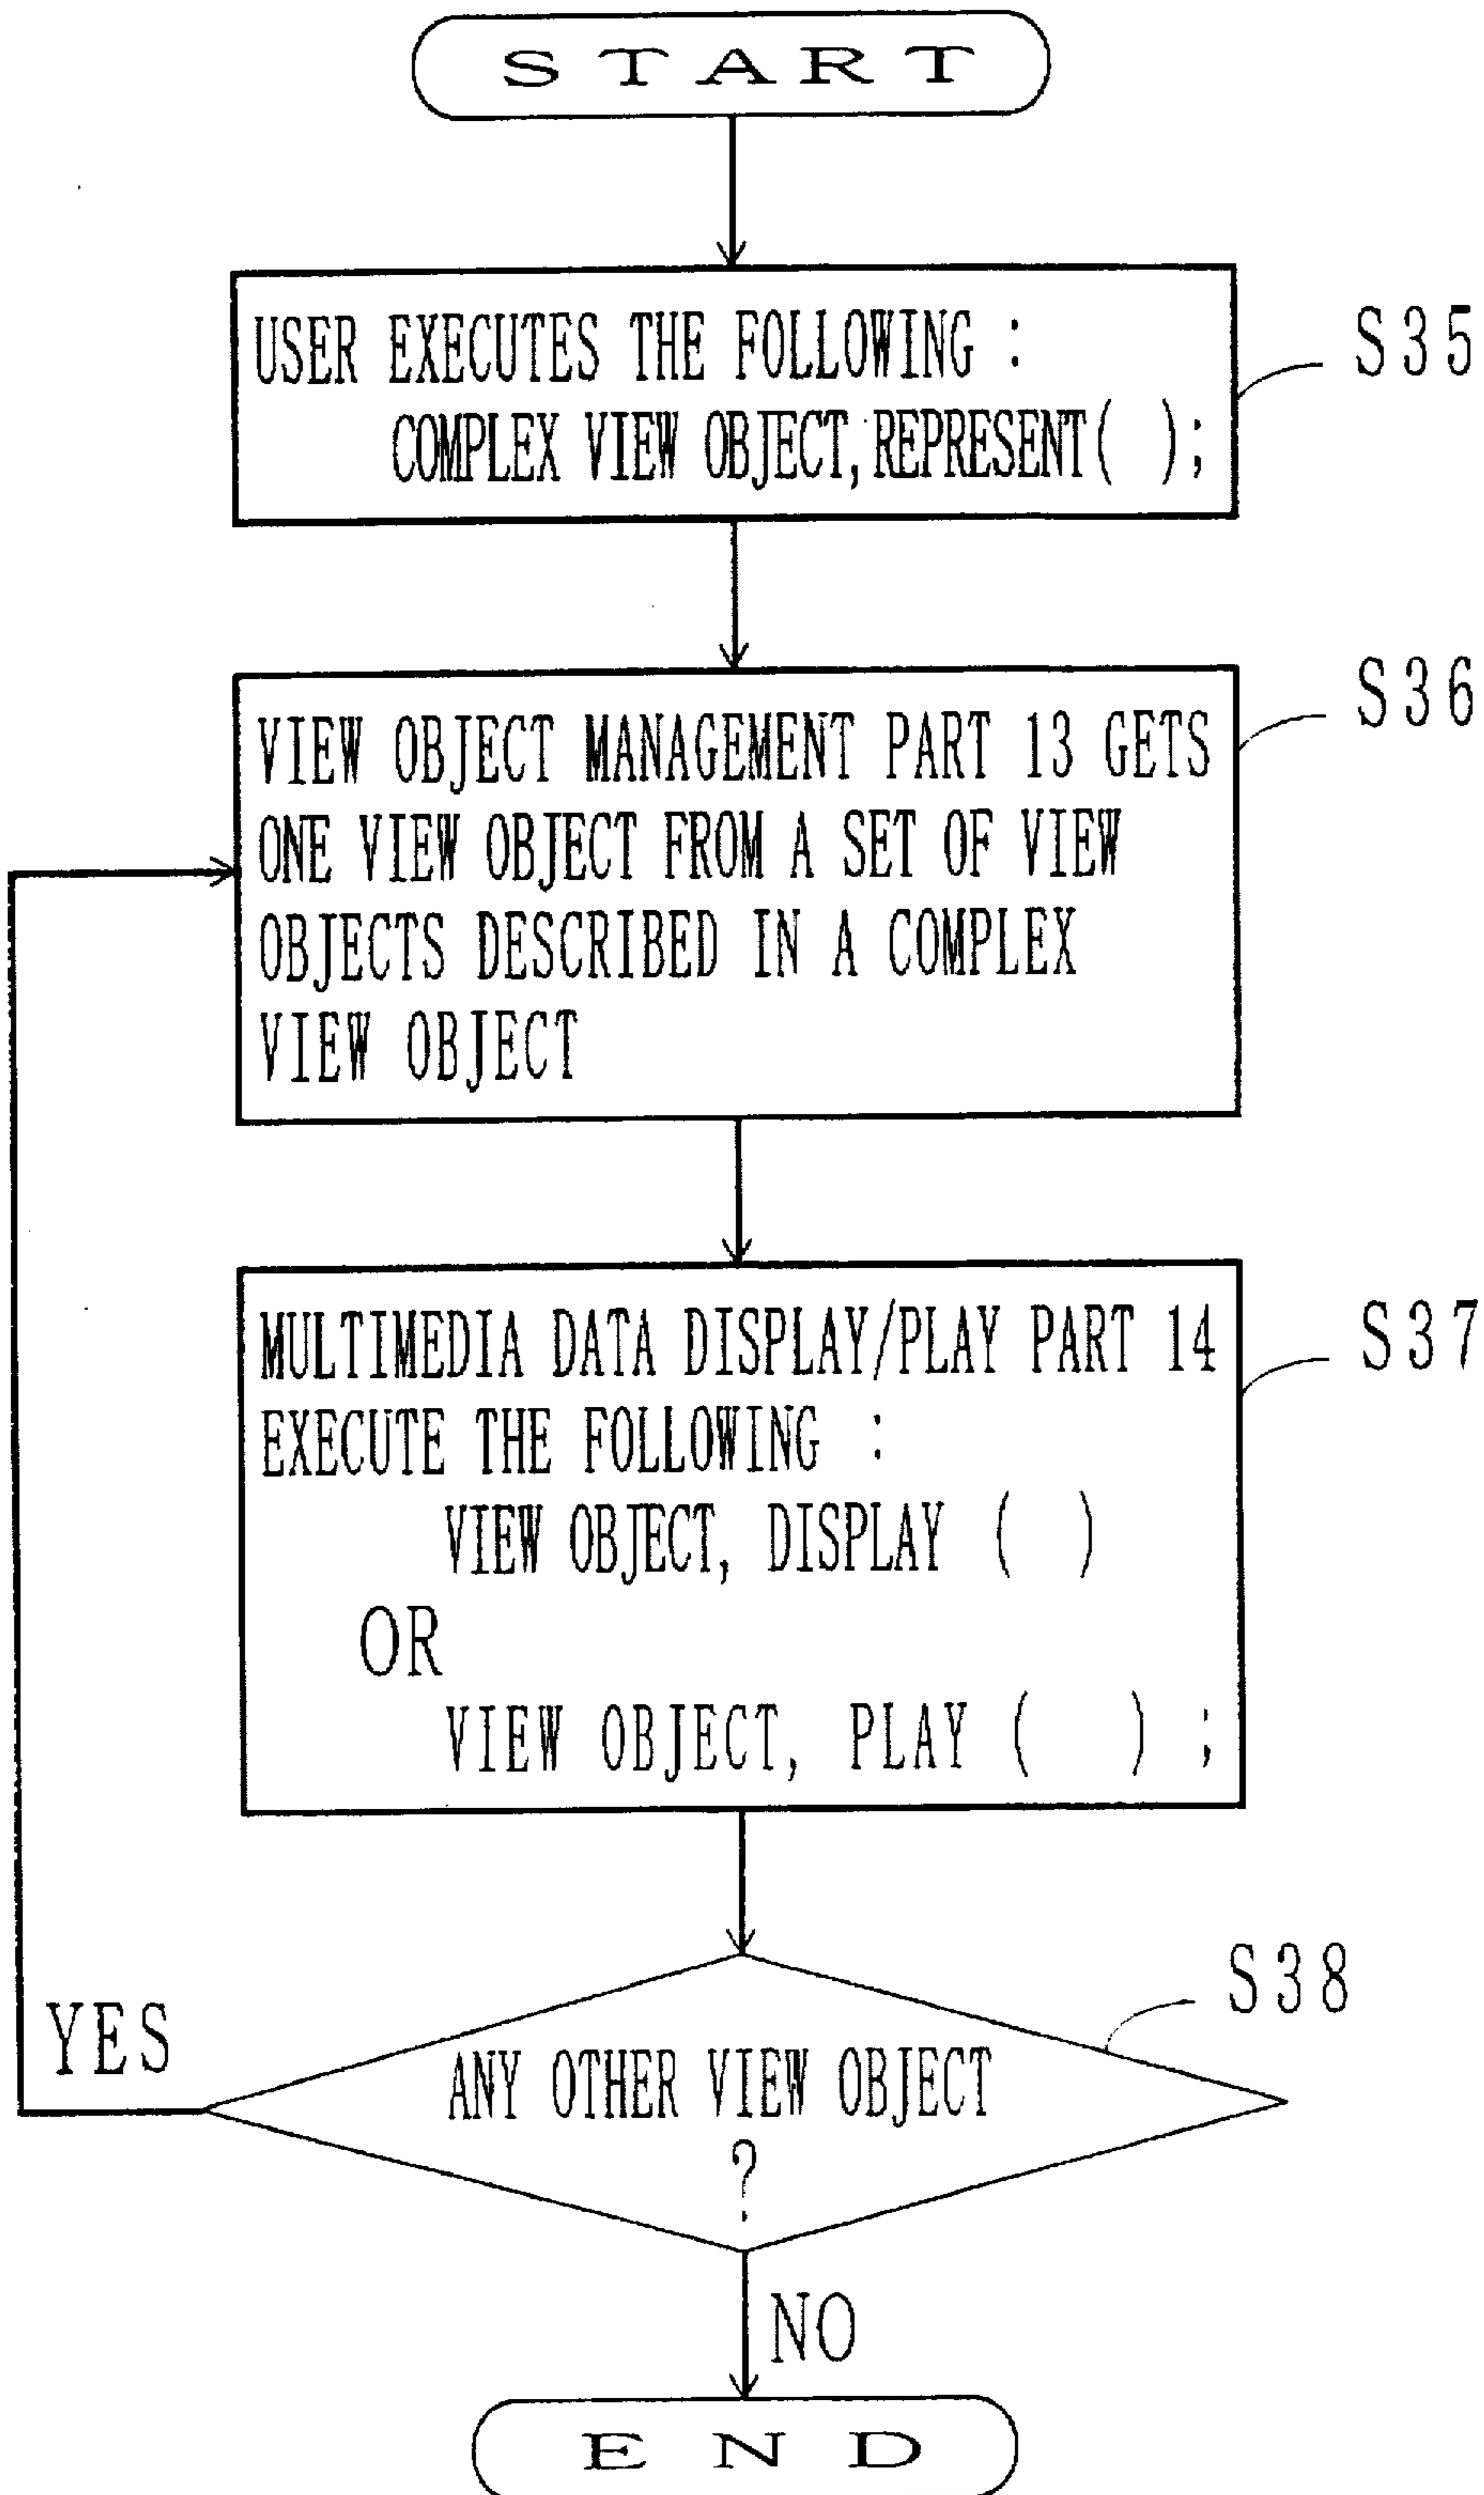 START
USER EXECUTES THE FOLLOWING :
COMPLEX VIEW OBJECT,REPRESENT( );
S35
VIEW OBJECT MANAGEMENT PART 13 GETS
ONE VIEW OBJECT FROM A SET OF VIEW
OBJECTS DESCRIBED IN A COMPLEX
VIEW OBJECT
S36
MULTIMEDIA DATA DISPLAY/PLAY PART 14
EXECUTE THE FOLLOWING :
VIEW OBJECT, DISPLAY ( )
OR
VIEW OBJECT, PLAY ( ) ;
S37
ANY OTHER VIEW OBJECT
?
S38
YES
NO
END